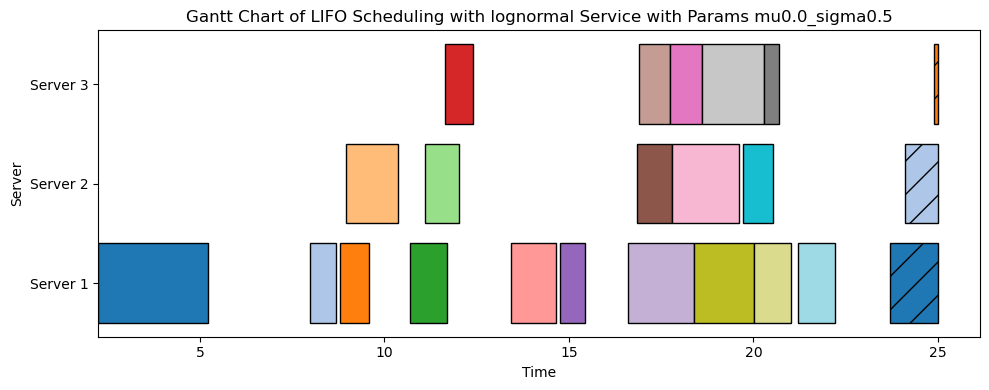 Gantt Chart of LIFO Scheduling with lognormal Service with Params mu0.0_sigma0.5
Server 3
Server 2
Server 1
Server
5 10 15 20 25
Time